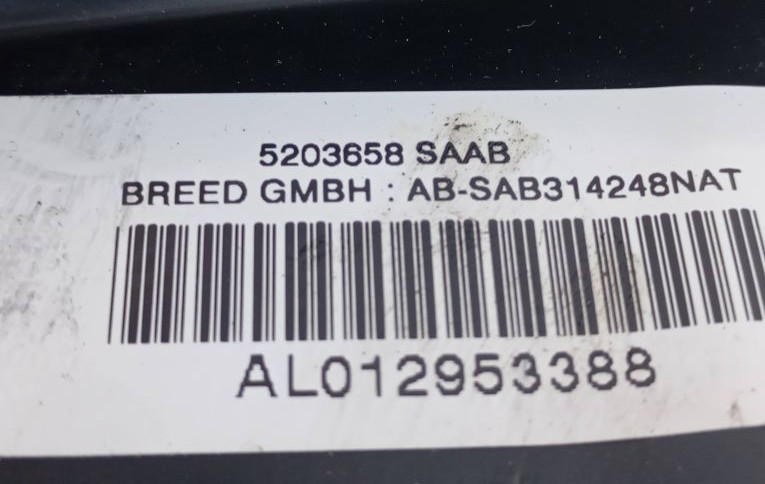 5203658 SAAB
BREED GMBH : AB-SAB314248NAT
AL012953388